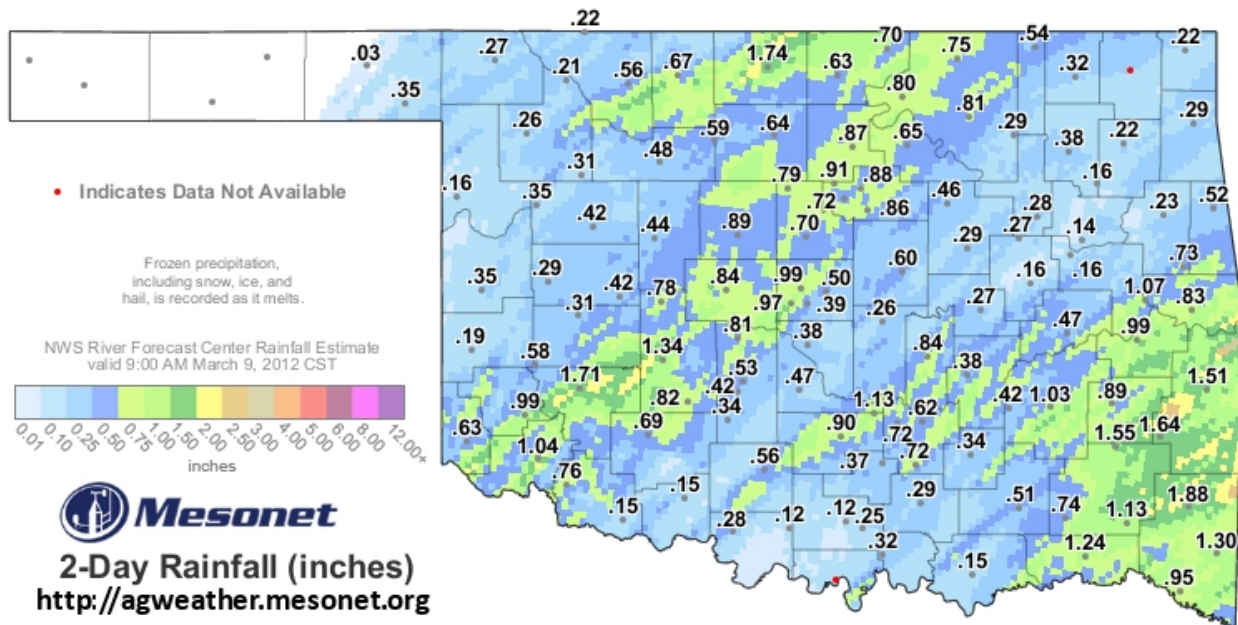 .22
.03 .27 .21 .56 .67 1.74 .63 .70 .75 .54 .32 .22
.35 .80 .81
.26 .59 .64 .87 .65 .29 .38 .22 .29
.48
.31 .79 .91 .88 .16
.16 .35 .72 .86 .46 .28 .23 .52
.42 .44 .89 .70 .29 .27 .14
.60 .73
.35 .29 .42 .78 .84 .99 .50 .16 .16 1.07
.31 .97 .39 .26 .27 .83
.81 .38 .47 .99
.19 .58 1.34 .84
1.71 .53 .47 .38 1.51
.99 .82 .42 .34 1.13 .62 .42 1.03 .89
.63 .69 .90 .72 1.55 1.64
1.04 .72 .34
.76 .56 .37
.15 .29 .51 .74 1.88
.15 .28 .12 .12 .25 1.13
.32 1.24 1.30
.15 .95
Indicates Data Not Available
Frozen precipitation,
including snow, ice, and
hail, is recorded as it melts.
NWS River Forecast Center Rainfall Estimate
valid 9:00 AM March 9, 2012 CST
0.01 0.10 0.25 0.50 0.75 1.00 1.50 2.00 2.50 3.00 4.00 5.00 6.00 8.00 12.00+
inches
Mesonet
2-Day Rainfall (inches)
http://agweather.mesonet.org